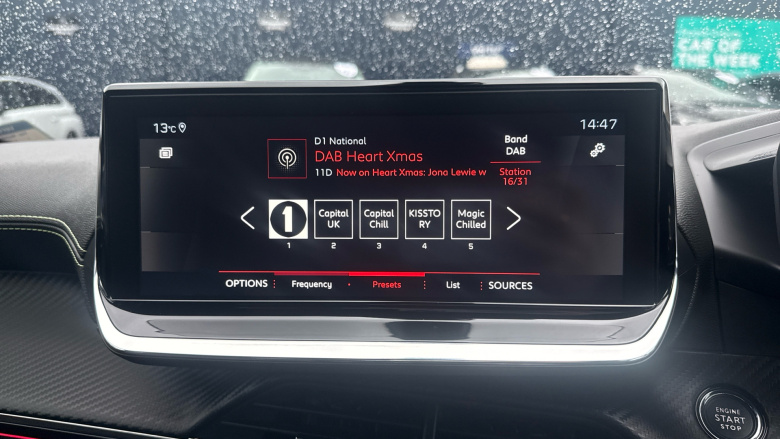 CAR OF
THE WEEK
13°C
14:47
D1 National
DAB Heart Xmas
11D Now on Heart Xmas: Jona Lewie w
Band
DAB
Station
16/31
1
Capital
UK
Capital
Chill
KISSTO
RY
Magic
Chilled
1 2 3 4 5
OPTIONS Frequency Presets List SOURCES
ENGINE
START
STOP